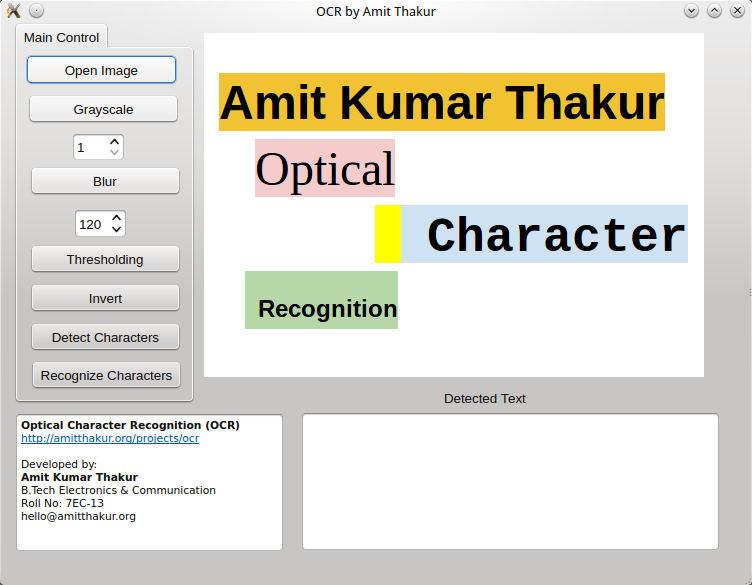 OCR by Amit Thakur
Main Control
Open Image
Grayscale
1
Blur
120
Thresholding
Invert
Detect Characters
Recognize Characters
Amit Kumar Thakur
Optical
Character
Recognition
Detected Text
Optical Character Recognition (OCR)
http://amitthakur.org/projects/ocr
Developed by:
Amit Kumar Thakur
B.Tech Electronics & Communication
Roll No: 7EC-13
hello@amitthakur.org